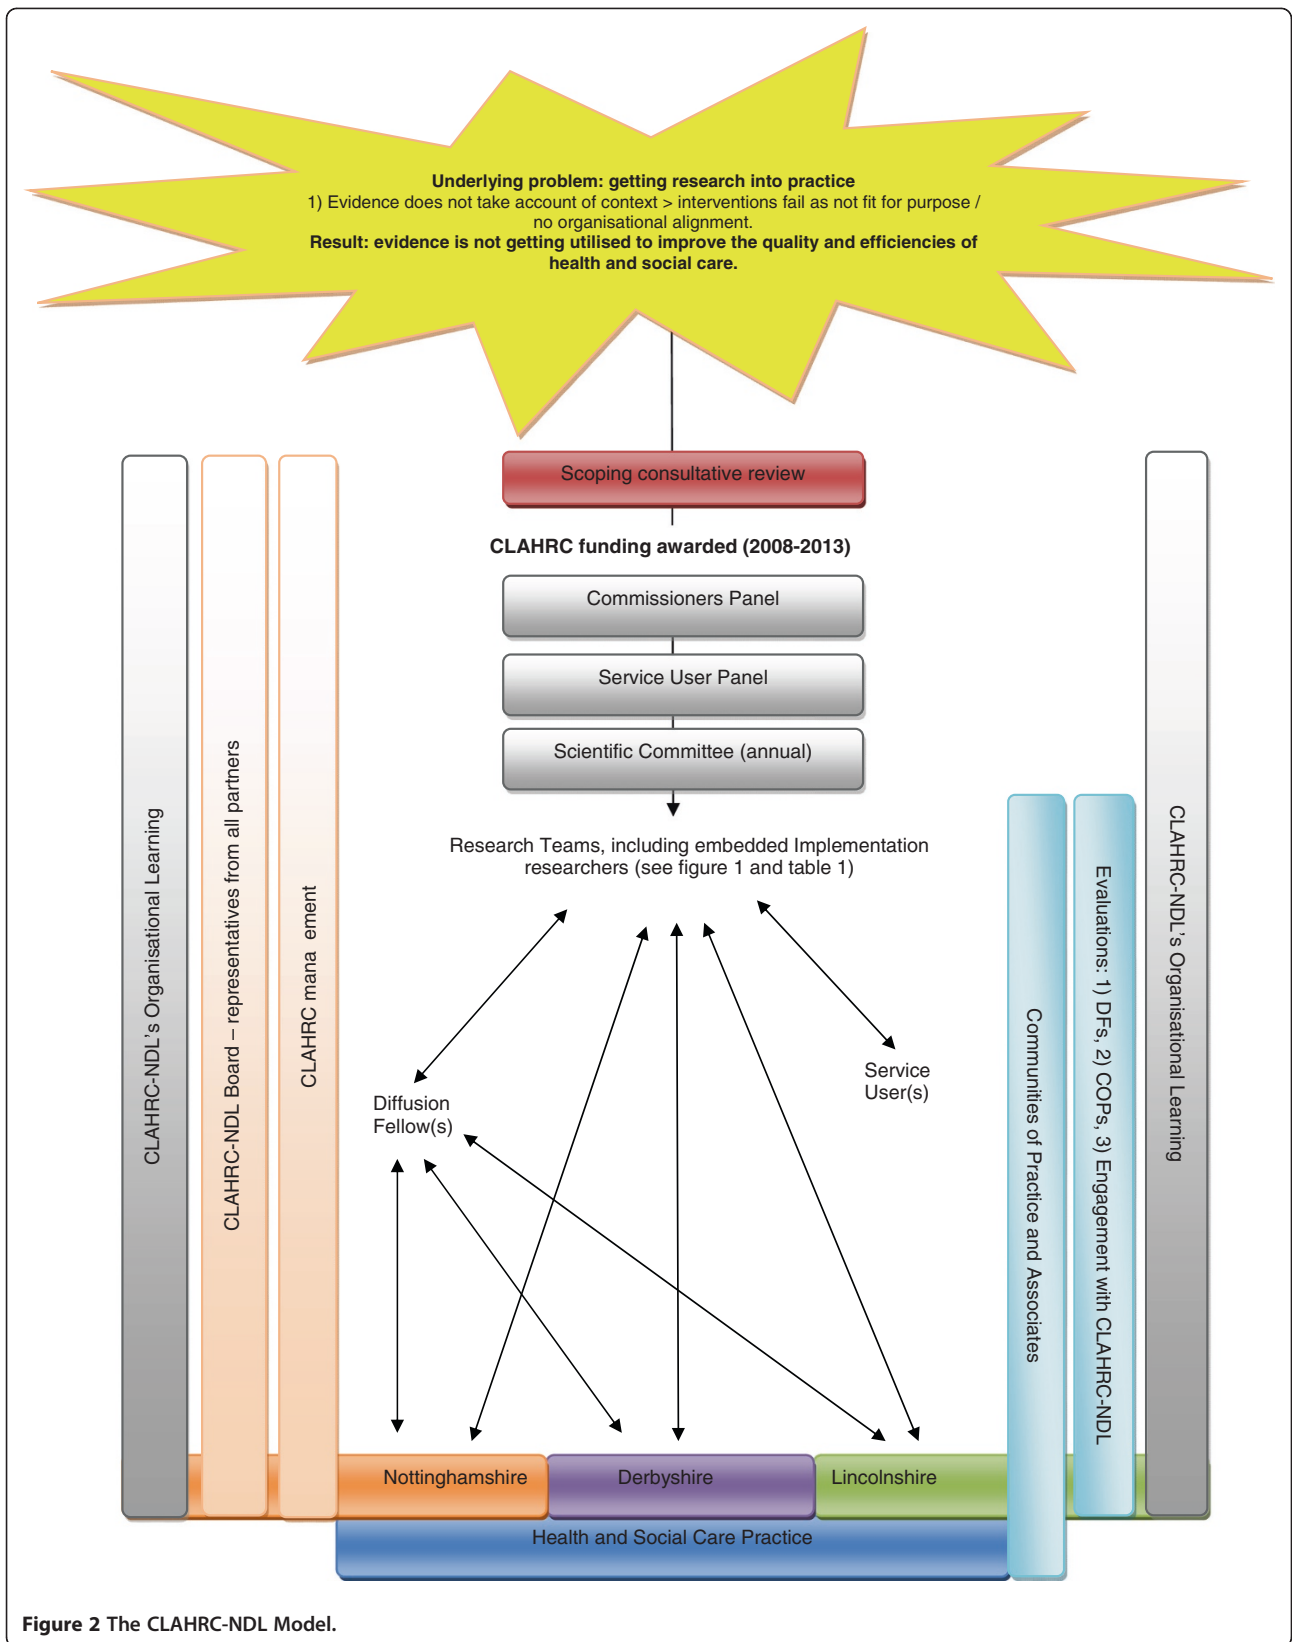 Underlying problem: getting research into practice
1) Evidence does not take account of context > interventions fail as not fit for purpose /
no organisational alignment.
Result: evidence is not getting utilised to improve the quality and efficiencies of
health and social care.
Scoping consultative review
CLAHRC funding awarded (2008-2013)
Commissioners Panel
Service User Panel
Scientific Committee (annual)
Research Teams, including embedded Implementation
researchers (see figure 1 and table 1)
CLAHRC-NDL's Organisational Learning
CLAHRC-NDL Board – representatives from all partners
CLAHRC mana ement
Diffusion
Fellow(s)
Service
User(s)
Communities of Practice and Associates
Evaluations: 1) DFs, 2) COPs, 3) Engagement with CLAHRC-NDL
CLAHRC-NDL's Organisational Learning
Nottinghamshire
Derbyshire
Lincolnshire
Health and Social Care Practice
Figure 2 The CLAHRC-NDL Model.